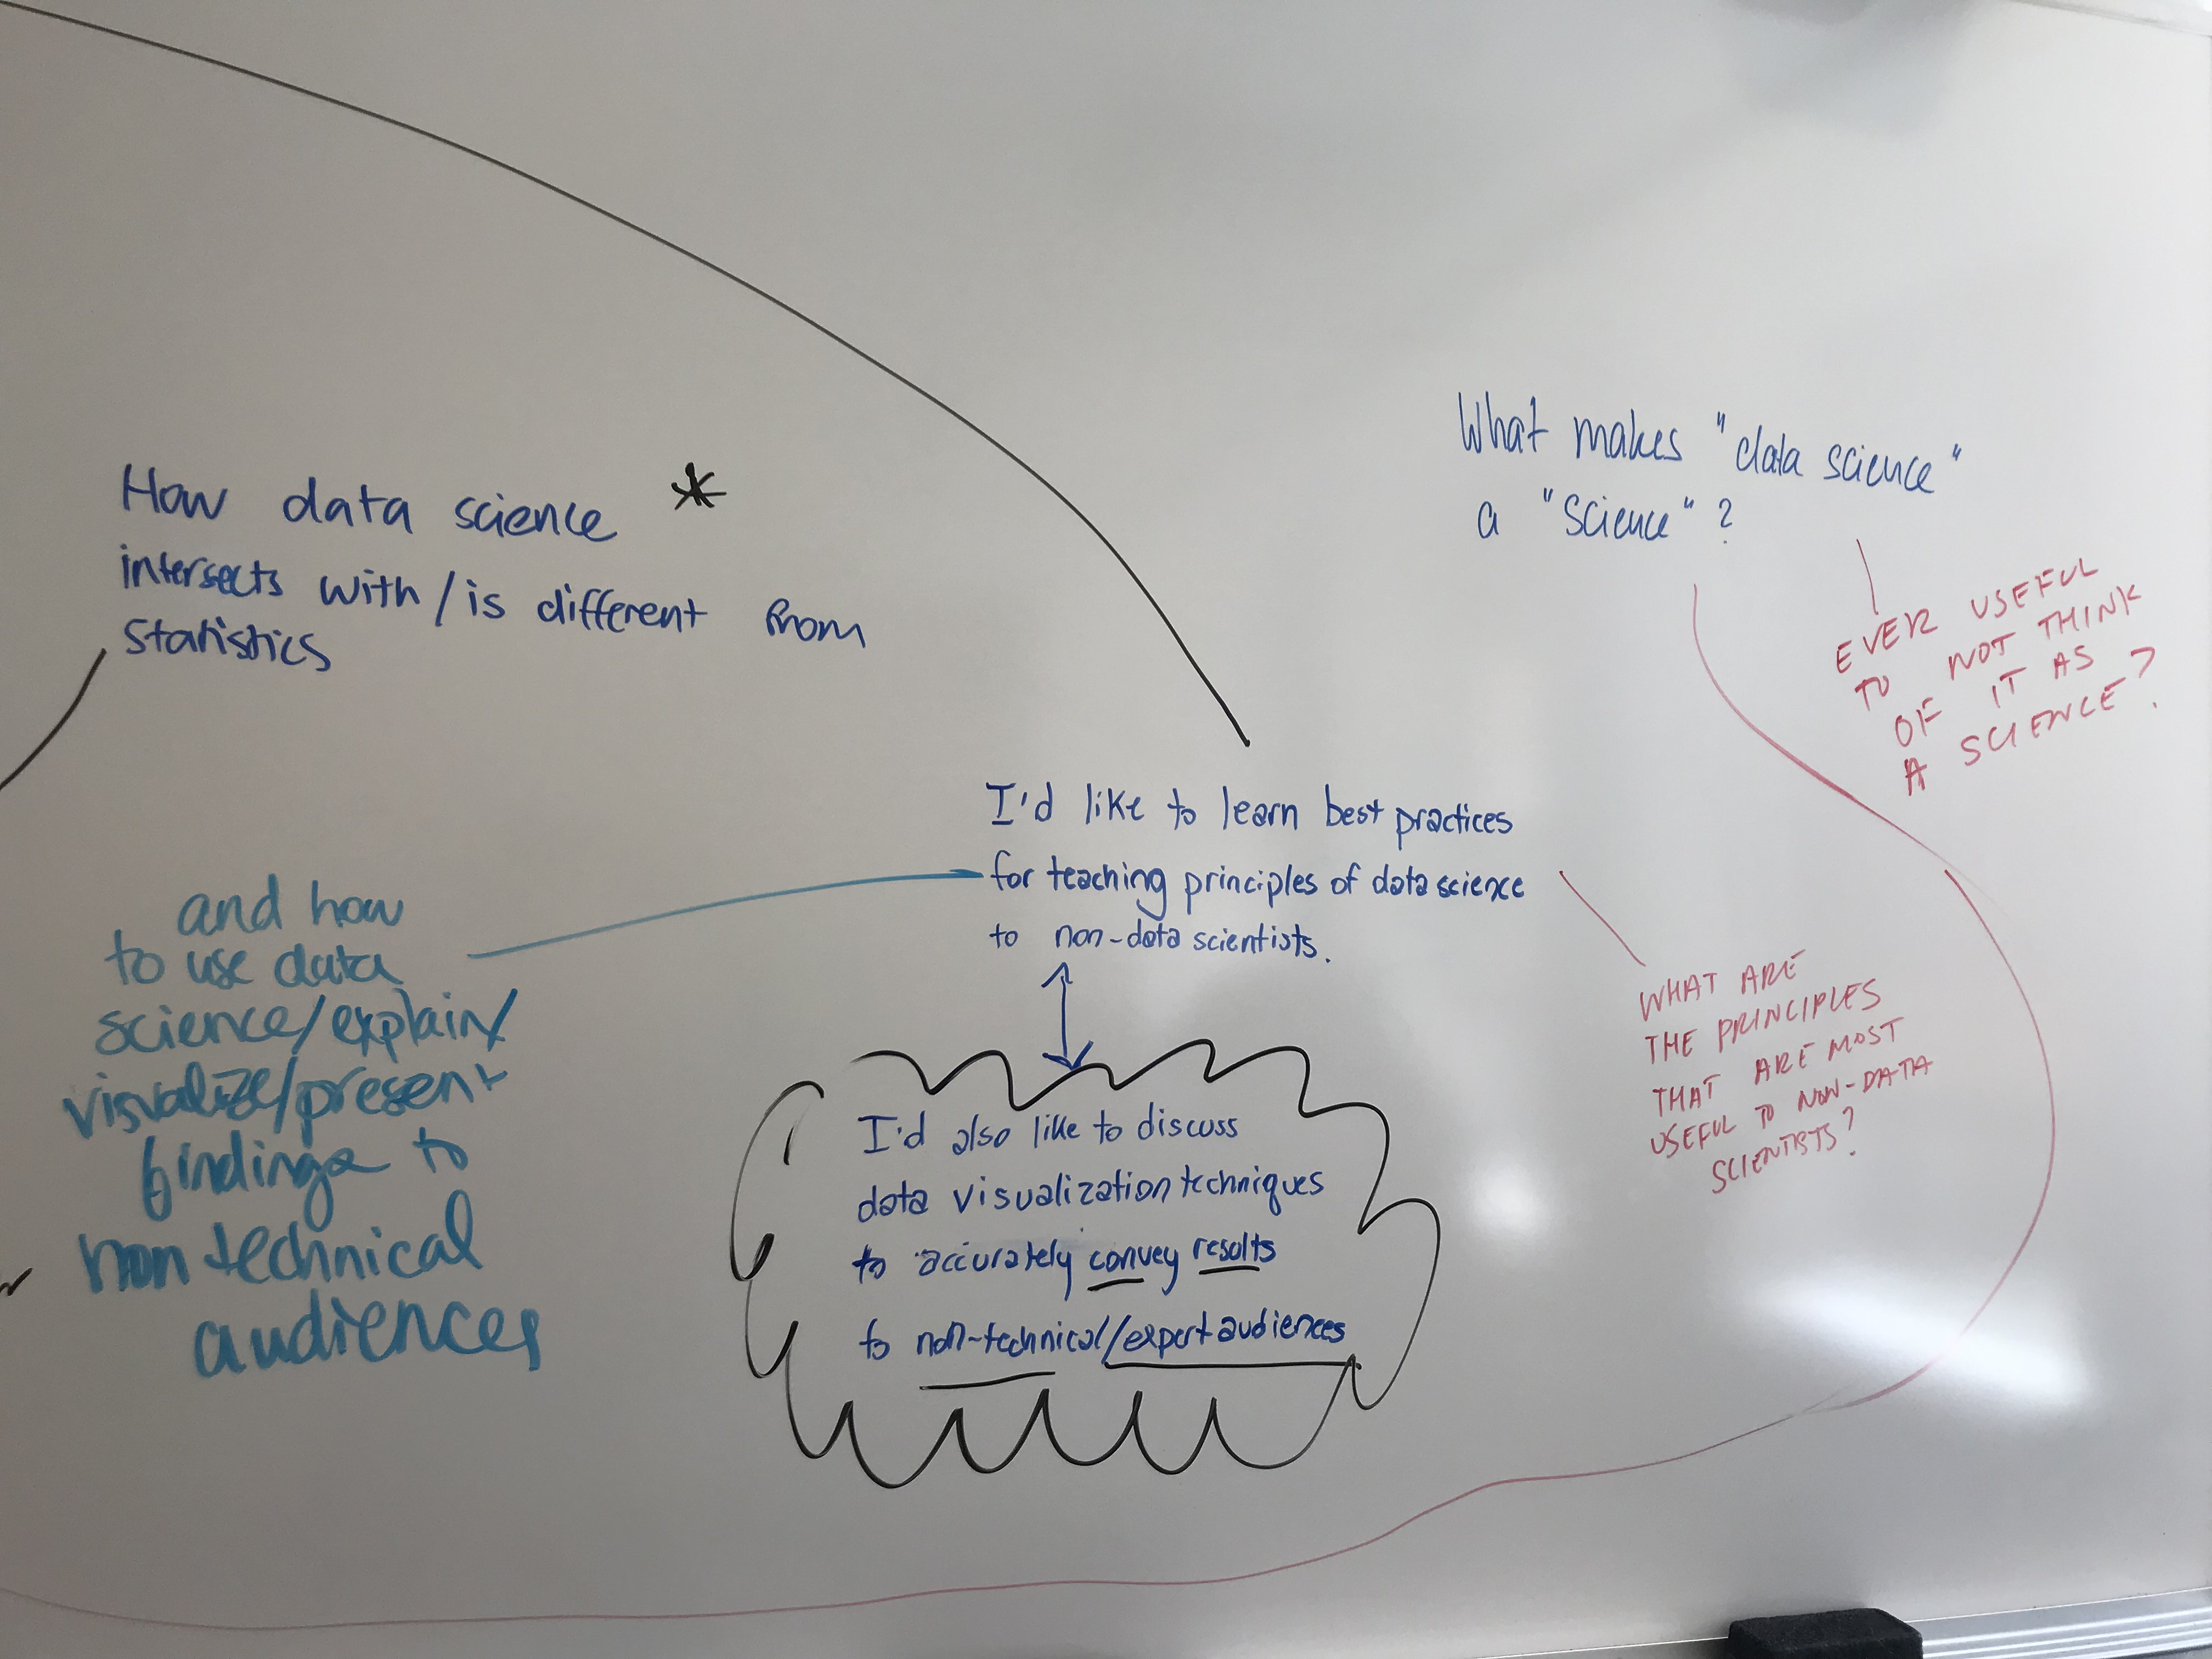 How data science *
intersects with/is different from
statistics
What makes "data science"
a "science"?
EVER USEFUL
TO NOT THINK
OF IT AS
A SCIENCE?
I'd like to learn best practices
for teaching principles of data science
to non-data scientists.
and how
to use data
science/explain/
visualize/present
findings to
non technical
audiences
WHAT ARE
THE PRINCIPLES
THAT ARE MOST
USEFUL TO NON-DATA
SCIENTISTS?
I'd also like to discuss
data visualization techniques
to accurately convey results
to non-technical/expert audiences